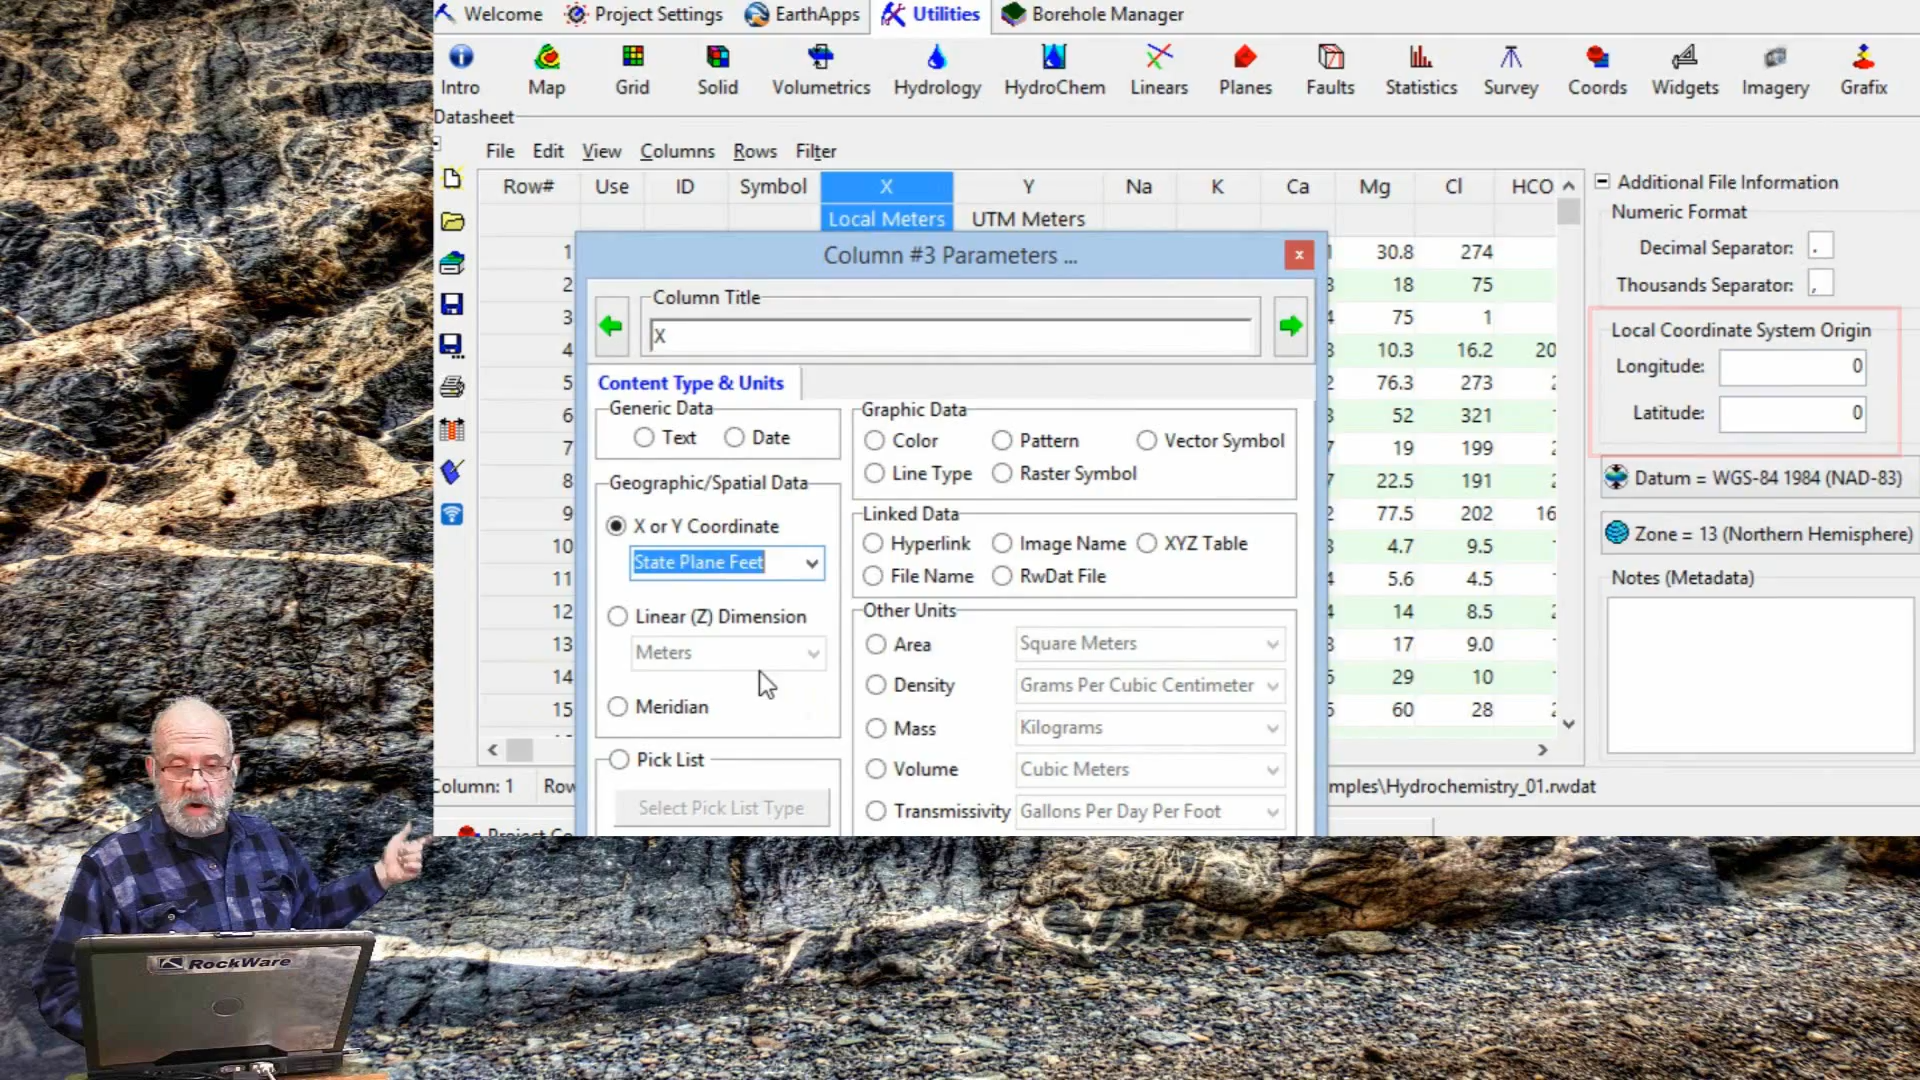 Welcome Project Settings EarthApps Utilities Borehole Manager
Intro Map Grid Solid Volumetrics Hydrology HydroChem Linears Planes Faults Statistics Survey Coords Widgets Imagery Grafix
Datasheet
File Edit View Columns Rows Filter
Row# Use ID Symbol X Y Na K Ca Mg Cl HCO
Local Meters UTM Meters
1 30.8 274
2 18 75
3 75 1
4 10.3 16.2 20
5 76.3 273
6 52 321
7 19 199
8 22.5 191
9 77.5 202 16
10 4.7 9.5
11 5.6 4.5
12 14 8.5
13 17 9.0
14 29 10
15 60 28
Column: 1 Row
mples\Hydrochemistry_01.rwdat
Project Co
Column #3 Parameters ...
x
Column Title
X
Content Type & Units
Generic Data
Text Date
Geographic/Spatial Data
X or Y Coordinate
State Plane Feet
Linear (Z) Dimension
Meters
Meridian
Pick List
Select Pick List Type
Graphic Data
Color Pattern Vector Symbol
Line Type Raster Symbol
Linked Data
Hyperlink Image Name XYZ Table
File Name RwDat File
Other Units
Area Square Meters
Density Grams Per Cubic Centimeter
Mass Kilograms
Volume Cubic Meters
Transmissivity Gallons Per Day Per Foot
Additional File Information
Numeric Format
Decimal Separator: .
Thousands Separator: ,
Local Coordinate System Origin
Longitude: 0
Latitude: 0
Datum = WGS-84 1984 (NAD-83)
Zone = 13 (Northern Hemisphere)
Notes (Metadata)
RockWare